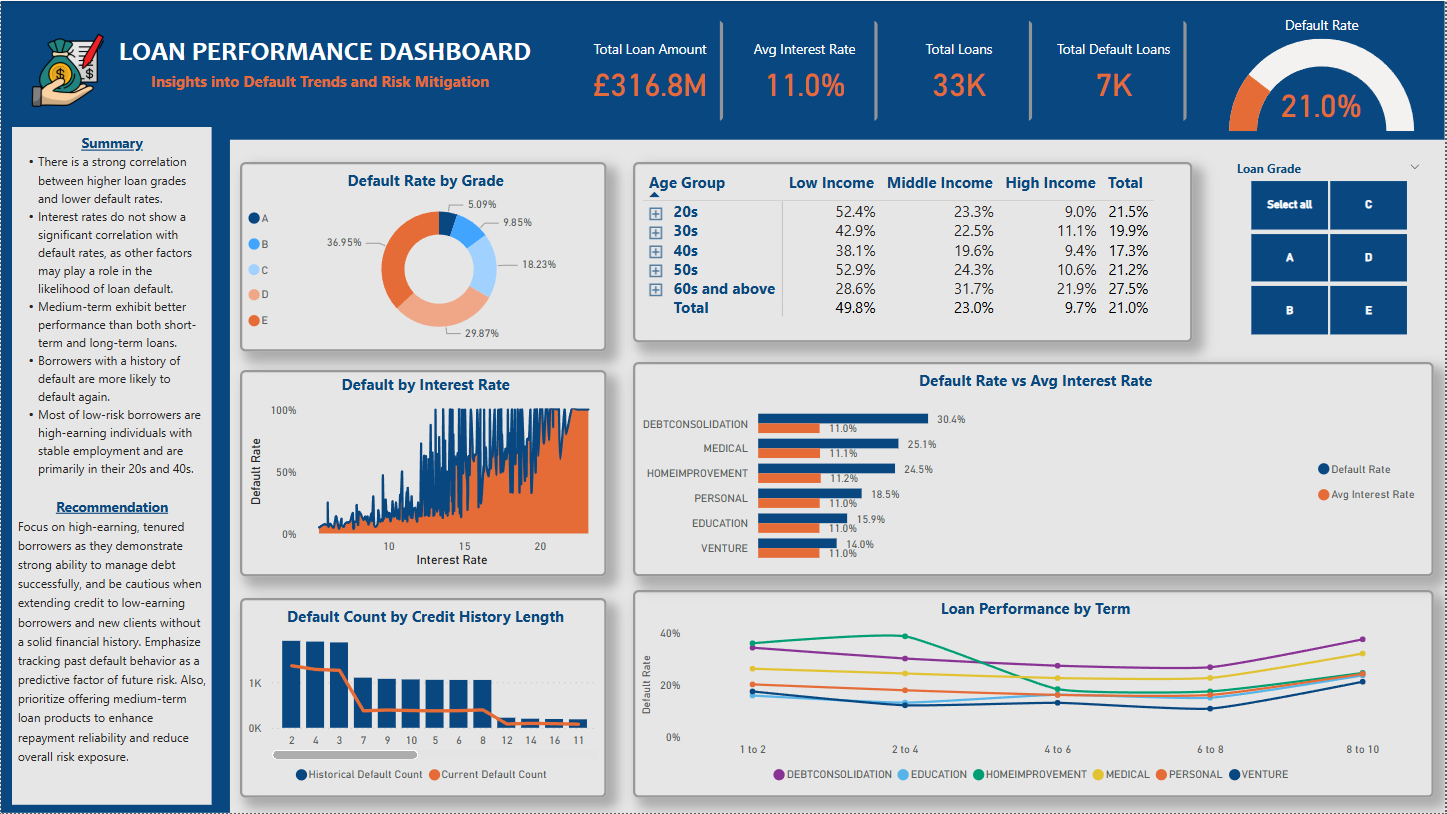 LOAN PERFORMANCE DASHBOARD
Insights into Default Trends and Risk Mitigation
Total Loan Amount
£316.8M
Avg Interest Rate
11.0%
Total Loans
33K
Total Default Loans
7K
Default Rate
21.0%
Summary
• There is a strong correlation
between higher loan grades
and lower default rates.
• Interest rates do not show a
significant correlation with
default rates, as other factors
may play a role in the
likelihood of loan default.
• Medium-term exhibit better
performance than both short-
term and long-term loans.
• Borrowers with a history of
default are more likely to
default again.
• Most of low-risk borrowers are
high-earning individuals with
stable employment and are
primarily in their 20s and 40s.
Recommendation
Focus on high-earning, tenured
borrowers as they demonstrate
strong ability to manage debt
successfully, and be cautious when
extending credit to low-earning
borrowers and new clients without
a solid financial history. Emphasize
tracking past default behavior as a
predictive factor of future risk. Also,
prioritize offering medium-term
loan products to enhance
repayment reliability and reduce
overall risk exposure.
Default Rate by Grade
A
B
C
D
E
5.09%
9.85%
18.23%
29.87%
36.95%
Age Group Low Income Middle Income High Income Total
20s 52.4% 23.3% 9.0% 21.5%
30s 42.9% 22.5% 11.1% 19.9%
40s 38.1% 19.6% 9.4% 17.3%
50s 52.9% 24.3% 10.6% 21.2%
60s and above 28.6% 31.7% 21.9% 27.5%
Total 49.8% 23.0% 9.7% 21.0%
Loan Grade
Select all C
A D
B E
Default by Interest Rate
Default Rate
100%
50%
0%
10 15 20
Interest Rate
Default Rate vs Avg Interest Rate
DEBTCONSOLIDATION 30.4%
11.0%
MEDICAL 25.1%
11.1%
HOMEIMPROVEMENT 24.5%
11.2%
PERSONAL 18.5%
11.0%
EDUCATION 15.9%
11.0%
VENTURE 14.0%
11.0%
Default Rate
Avg Interest Rate
Default Count by Credit History Length
1K
0K
2 4 3 7 9 10 5 6 8 12 14 16 11
Historical Default Count Current Default Count
Loan Performance by Term
Default Rate
40%
20%
0%
1 to 2 2 to 4 4 to 6 6 to 8 8 to 10
DEBTCONSOLIDATION EDUCATION HOMEIMPROVEMENT MEDICAL PERSONAL VENTURE